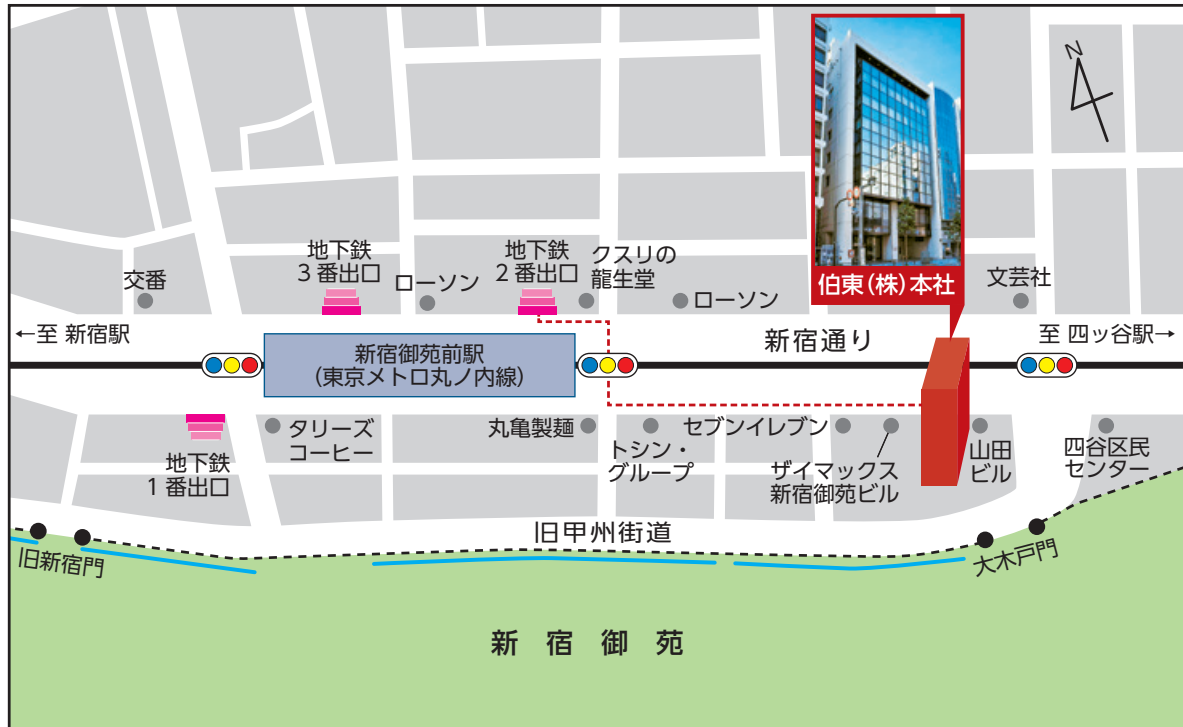 N
伯東(株)本社
地下鉄
3番出口
地下鉄
2番出口
クスリの
龍生堂
交番
ローソン
ローソン
文芸社
←至 新宿駅
新宿通り
至 四ッ谷駅→
新宿御苑前駅
(東京メトロ丸ノ内線)
タリーズ
コーヒー
丸亀製麺
トシン・
グループ
セブンイレブン
ザイマックス
新宿御苑ビル
山田
ビル
四谷区民
センター
地下鉄
1番出口
旧甲州街道
旧新宿門
大木戸門
新宿御苑